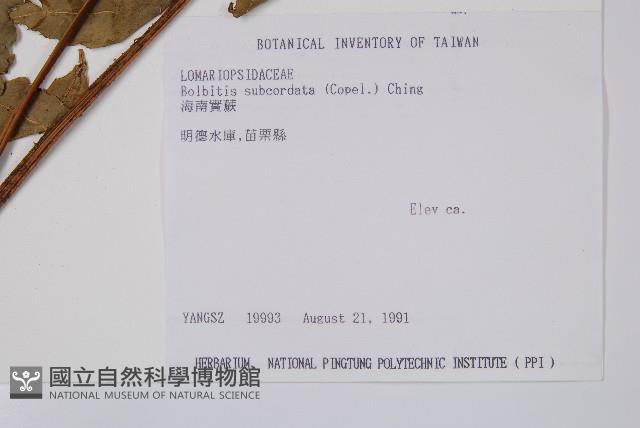 BOTANICAL INVENTORY OF TAIWAN
LOMARIOPSIDACEAE
Bolbitis subcordata (Copel.) Ching
海南實蕨
明德水庫,苗栗縣
Elev ca.
YANGSZ 19993 August 21, 1991
HERBARIUM, NATIONAL PINGTUNG POLYTECHNIC INSTITUTE ( PPI )
國立自然科學博物館
NATIONAL MUSEUM OF NATURAL SCIENCE